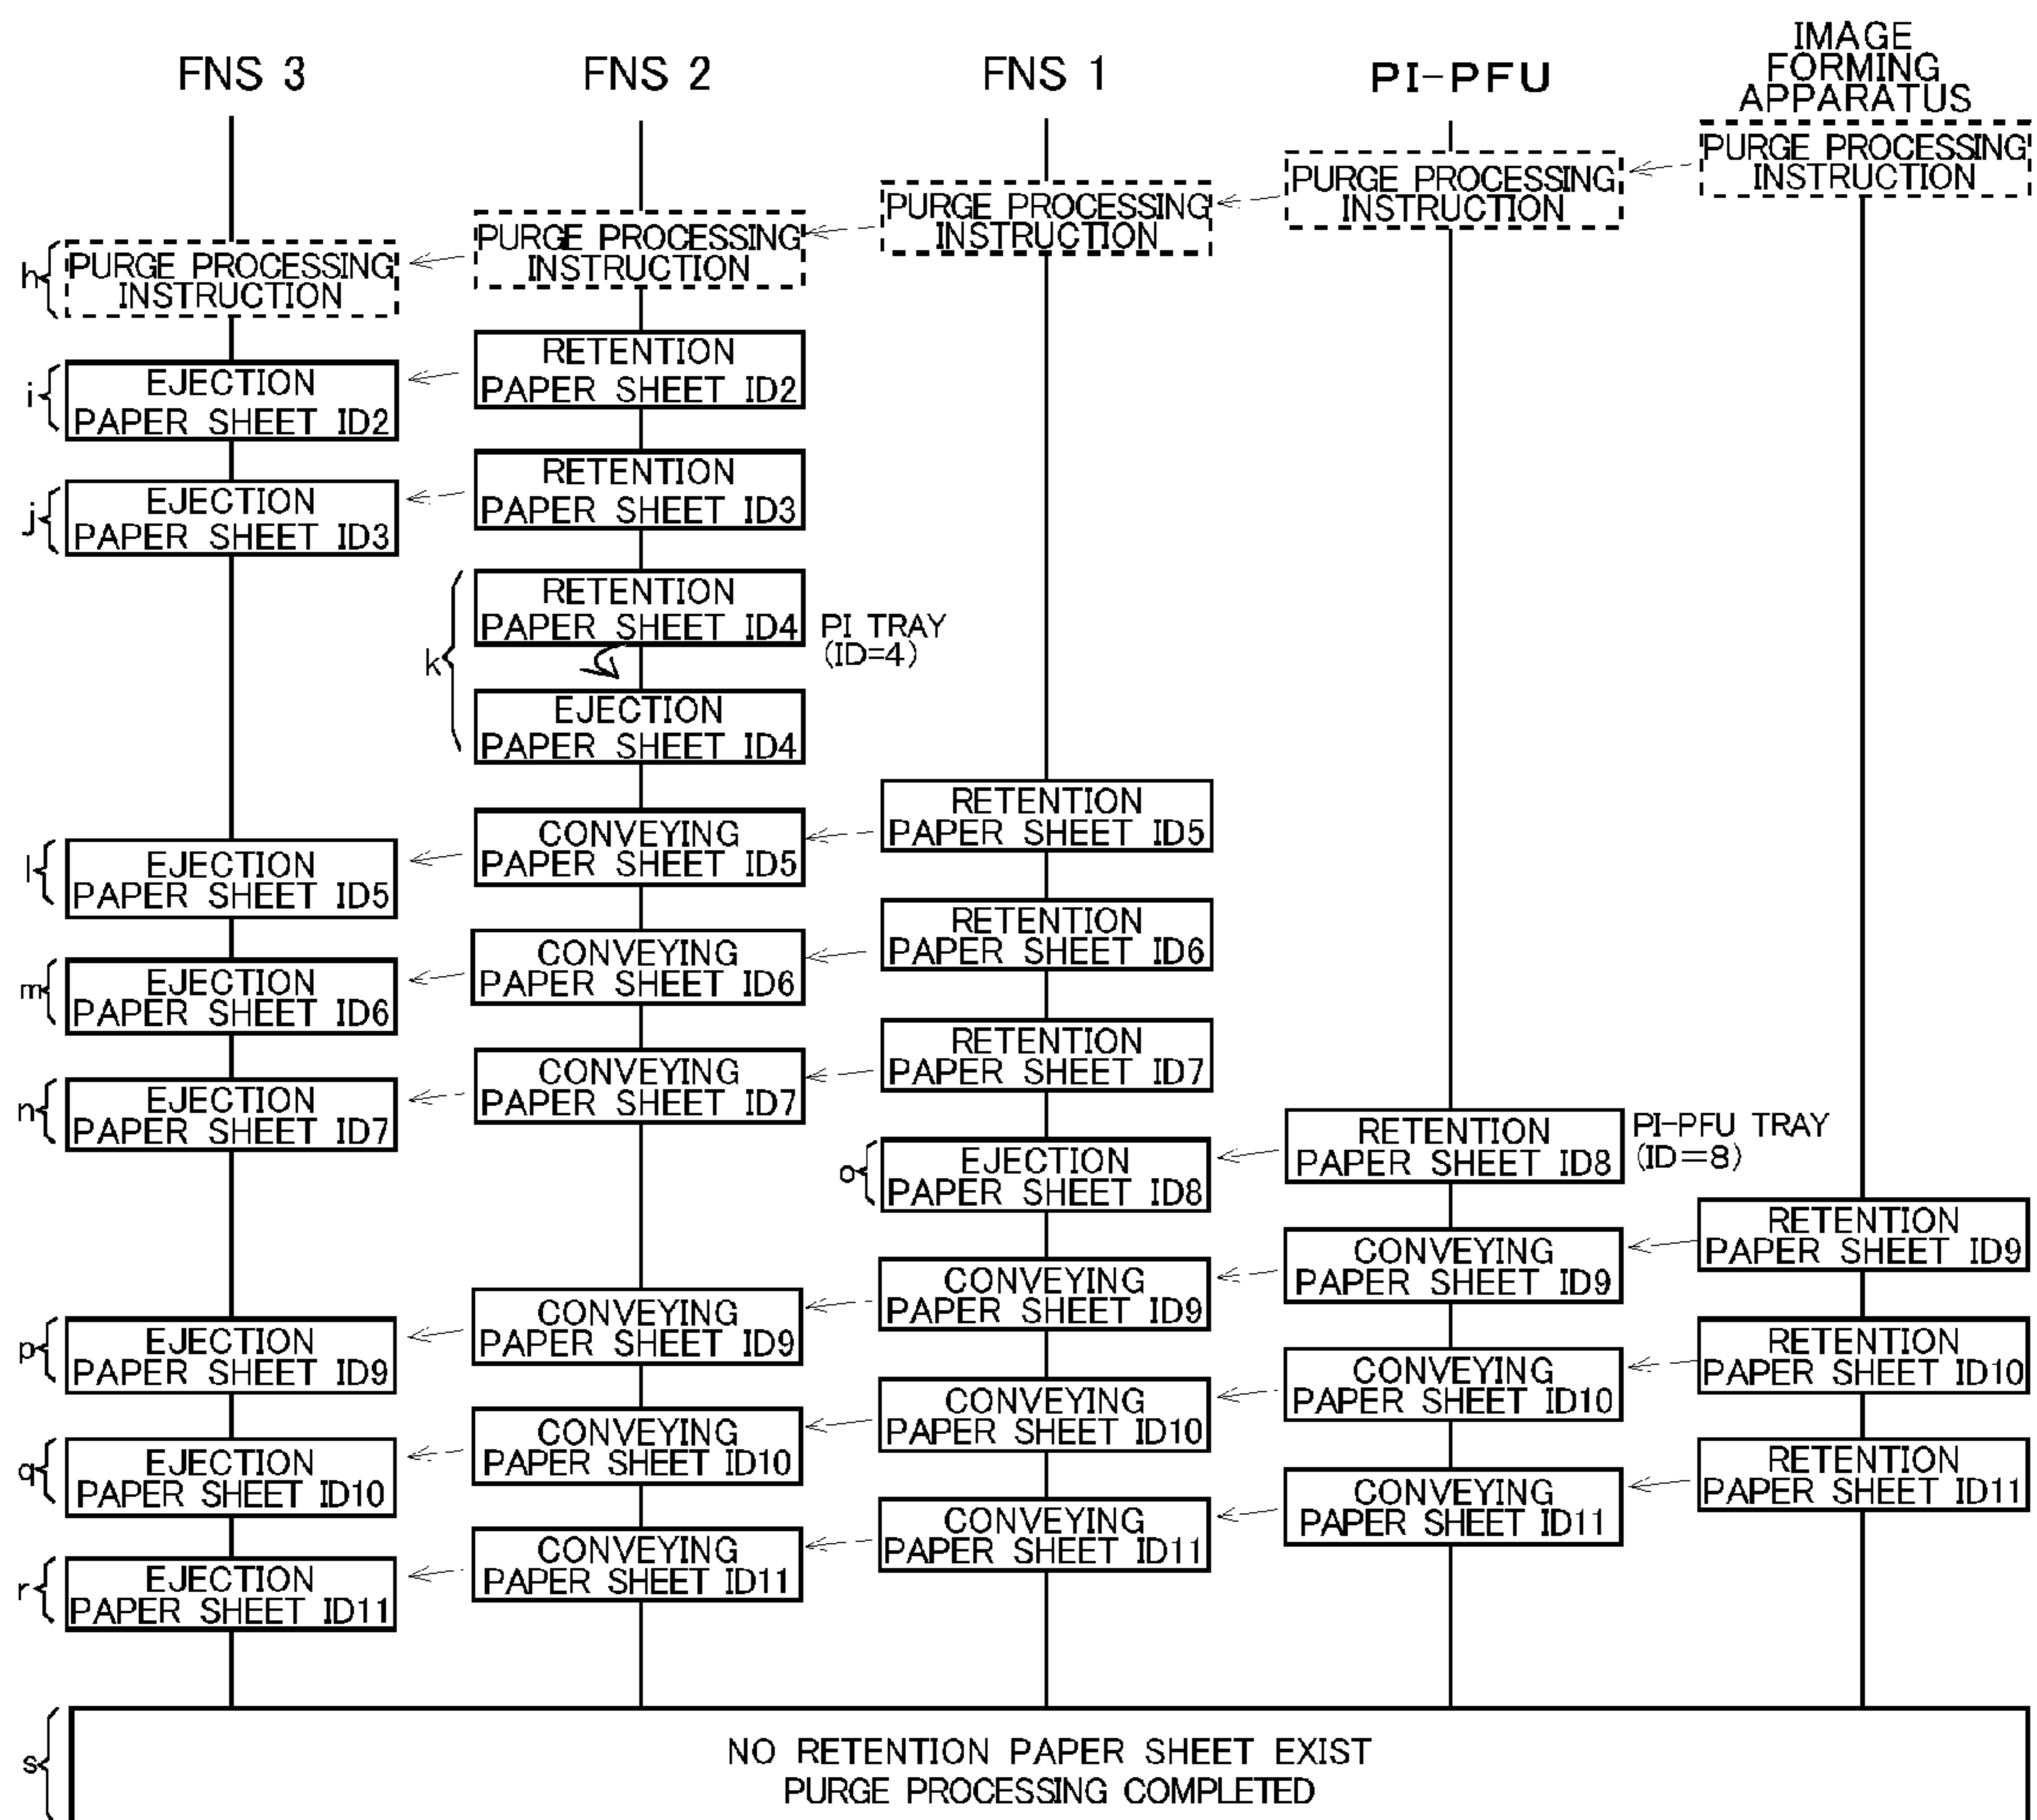 IMAGE
FORMING
APPARATUS
FNS 3
FNS 2
FNS 1
PI-PFU
PURGE PROCESSING
INSTRUCTION
PURGE PROCESSING
INSTRUCTION
PURGE PROCESSING
INSTRUCTION
PURGE PROCESSING
INSTRUCTION
h
PURGE PROCESSING
INSTRUCTION
RETENTION
PAPER SHEET ID2
i
EJECTION
PAPER SHEET ID2
RETENTION
PAPER SHEET ID3
j
EJECTION
PAPER SHEET ID3
k
RETENTION
PAPER SHEET ID4
PI TRAY
(ID=4)
EJECTION
PAPER SHEET ID4
RETENTION
PAPER SHEET ID5
CONVEYING
PAPER SHEET ID5
l
EJECTION
PAPER SHEET ID5
RETENTION
PAPER SHEET ID6
CONVEYING
PAPER SHEET ID6
m
EJECTION
PAPER SHEET ID6
RETENTION
PAPER SHEET ID7
CONVEYING
PAPER SHEET ID7
n
EJECTION
PAPER SHEET ID7
RETENTION
PAPER SHEET ID8
PI-PFU TRAY
(ID=8)
o
EJECTION
PAPER SHEET ID8
RETENTION
PAPER SHEET ID9
CONVEYING
PAPER SHEET ID9
CONVEYING
PAPER SHEET ID9
CONVEYING
PAPER SHEET ID9
p
EJECTION
PAPER SHEET ID9
RETENTION
PAPER SHEET ID10
CONVEYING
PAPER SHEET ID10
CONVEYING
PAPER SHEET ID10
CONVEYING
PAPER SHEET ID10
q
EJECTION
PAPER SHEET ID10
RETENTION
PAPER SHEET ID11
CONVEYING
PAPER SHEET ID11
CONVEYING
PAPER SHEET ID11
CONVEYING
PAPER SHEET ID11
r
EJECTION
PAPER SHEET ID11
s
NO RETENTION PAPER SHEET EXIST
PURGE PROCESSING COMPLETED